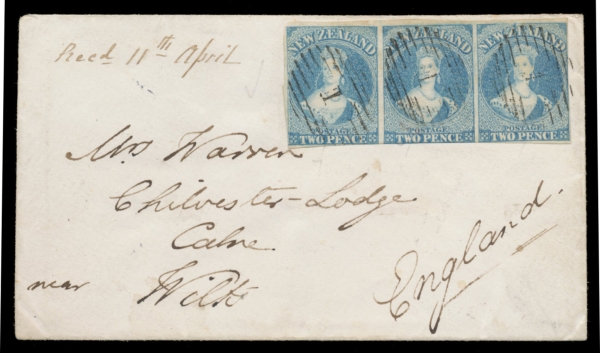 Recd 11th April
NEW ZEALAND NEW ZEALAND NEW ZEALAND
POSTAGE POSTAGE POSTAGE
TWO PENCE TWO PENCE TWO PENCE
Mrs Warren
Chilvester-Lodge
Calne
near Wilts
England.